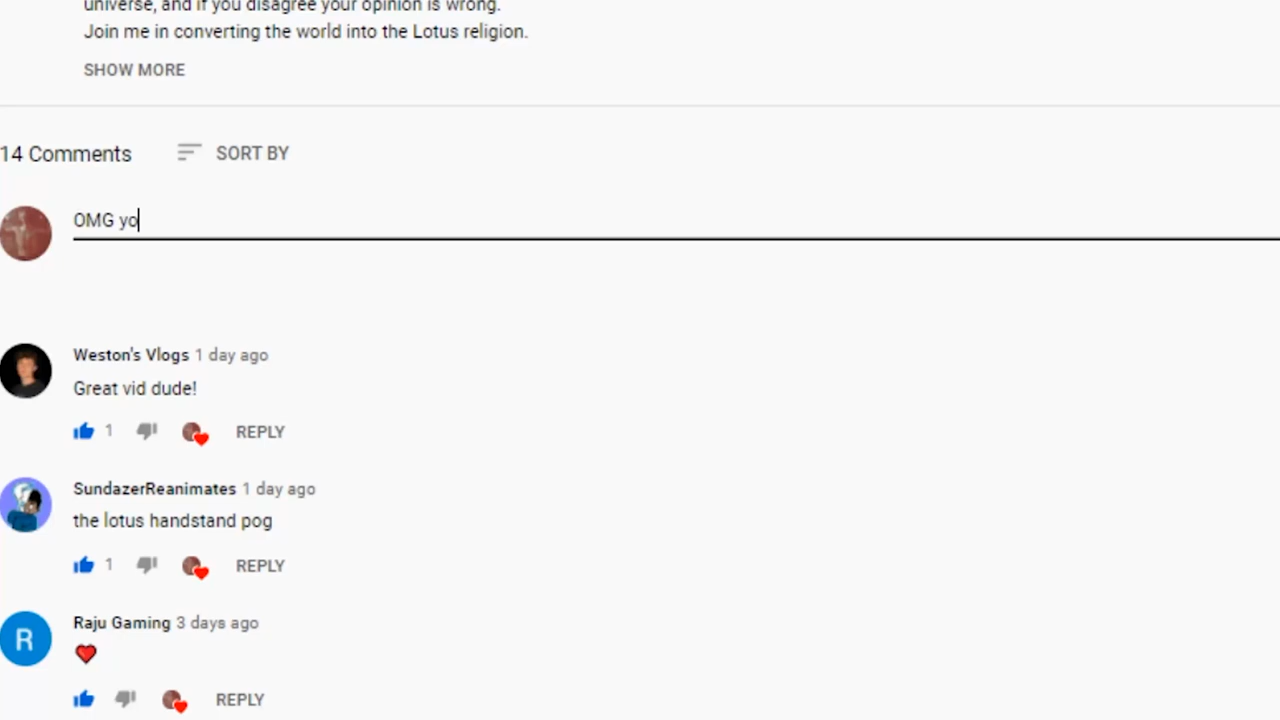 universe, and if you disagree your opinion is wrong.
Join me in converting the world into the Lotus religion.
SHOW MORE
14 Comments SORT BY
OMG yo
Weston's Vlogs 1 day ago
Great vid dude!
1 REPLY
SundazerReanimates 1 day ago
the lotus handstand pog
1 REPLY
Raju Gaming 3 days ago
R
❤
REPLY